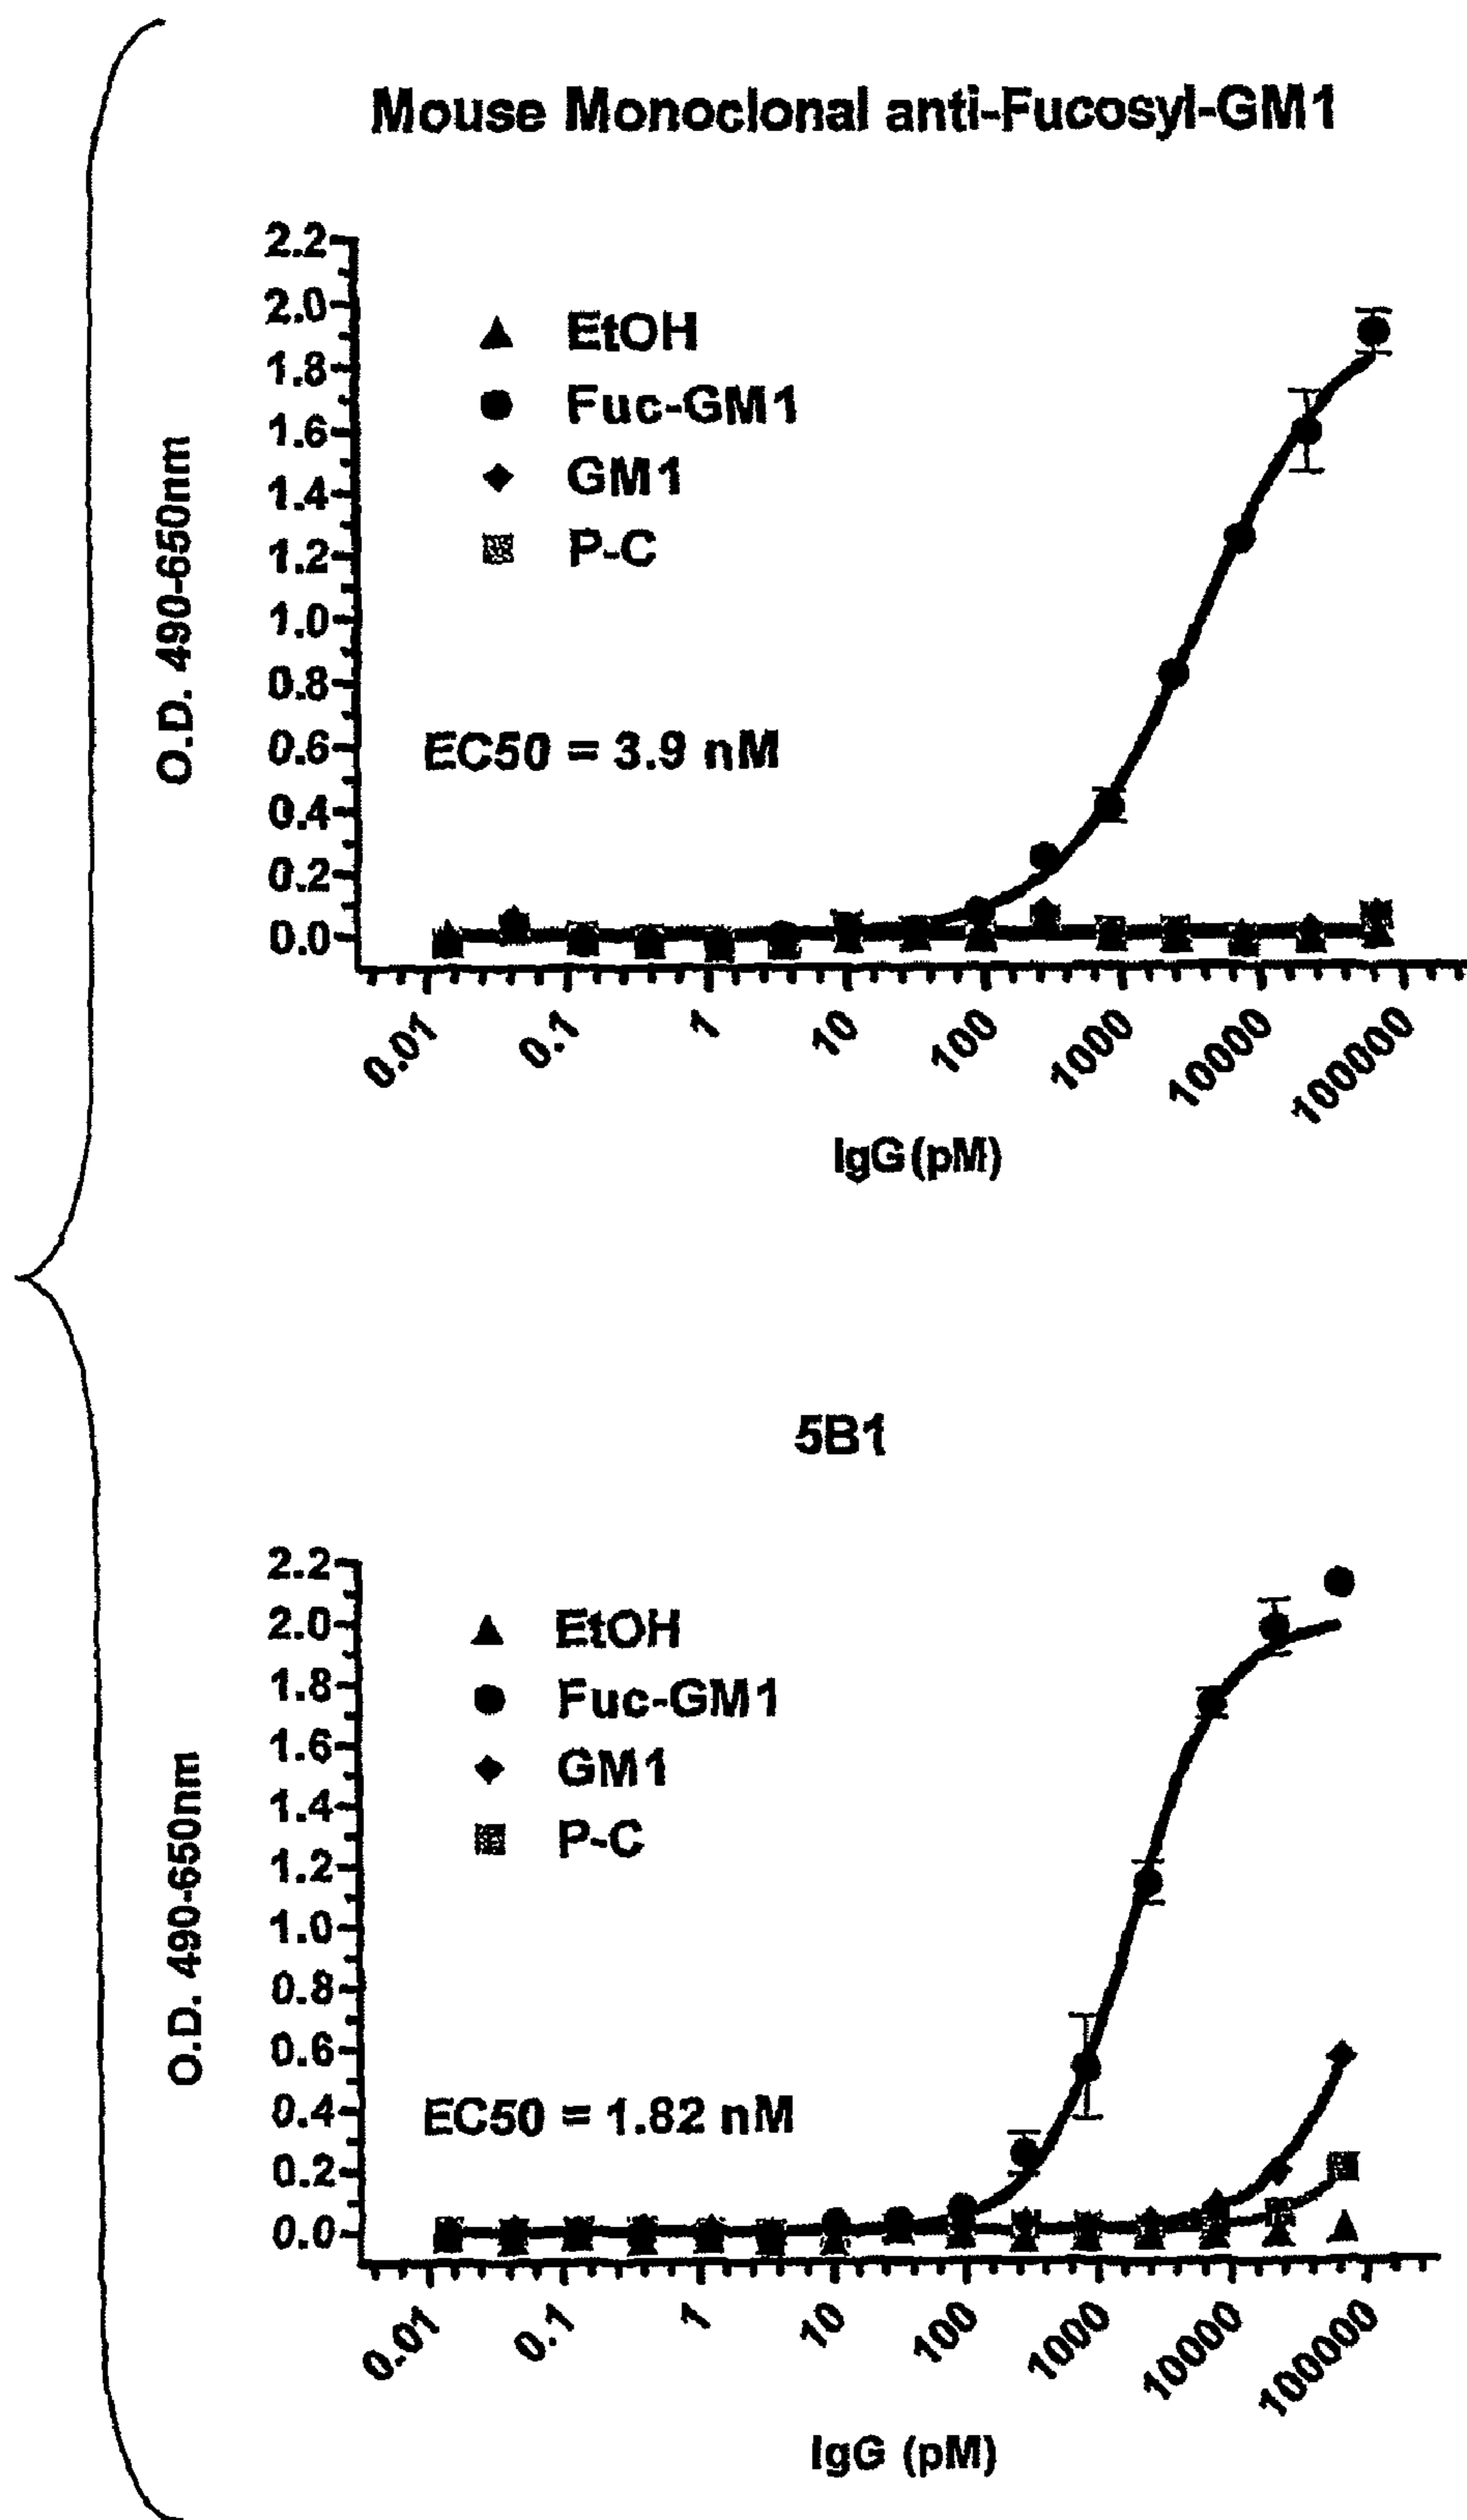 Mouse Monoclonal anti-Fucosyl-GM1
2.2
2.0
1.8
1.6
1.4
1.2
1.0
0.8
0.6
0.4
0.2
0.0
O.D. 490-650nm
EtOH
Fuc-GM1
GM1
P-C
EC50 = 3.9 nM
0.01
0.1
1
10
100
1000
10000
100000
IgG(pM)
5B1
2.2
2.0
1.8
1.6
1.4
1.2
1.0
0.8
0.6
0.4
0.2
0.0
O.D. 490-650nm
EtOH
Fuc-GM1
GM1
P-C
EC50 = 1.82 nM
0.01
0.1
1
10
100
1000
10000
100000
IgG (pM)